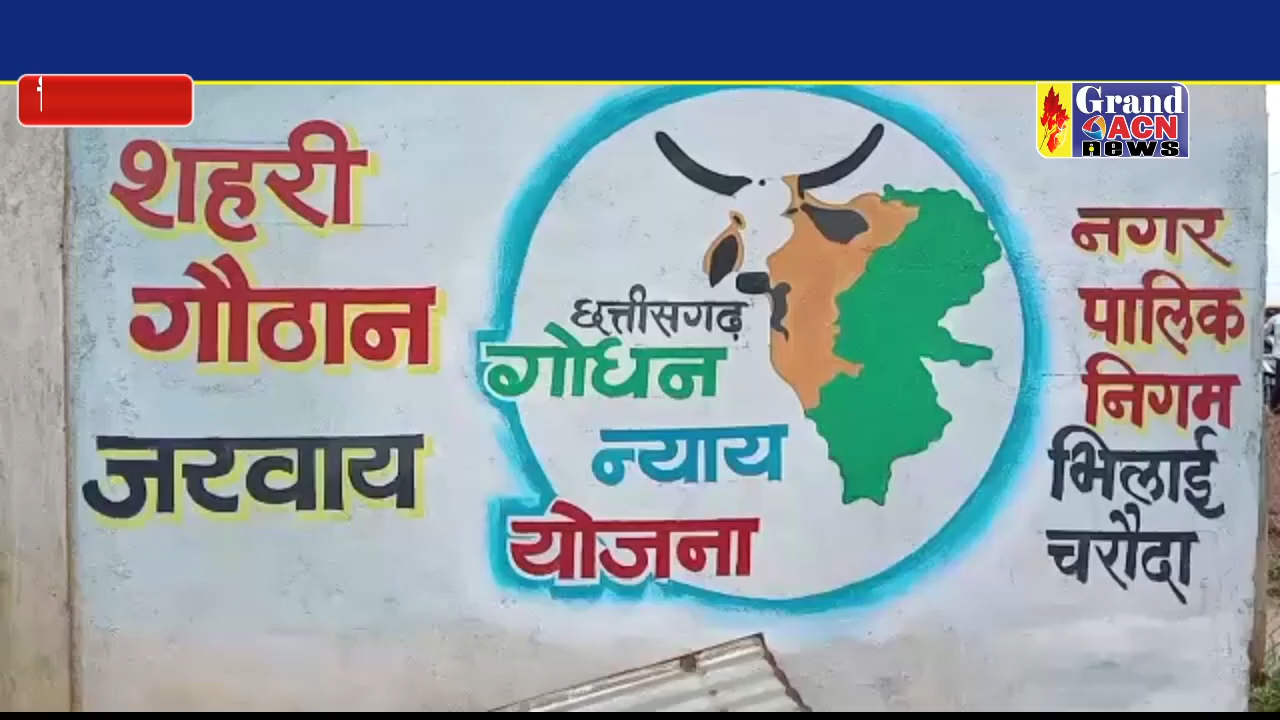 शहरी
गौठान
जरवाय
छत्तीसगढ़
गोधन
न्याय
योजना
नगर
पालिक
निगम
भिलाई
चरौदा
Grand
ACN
news